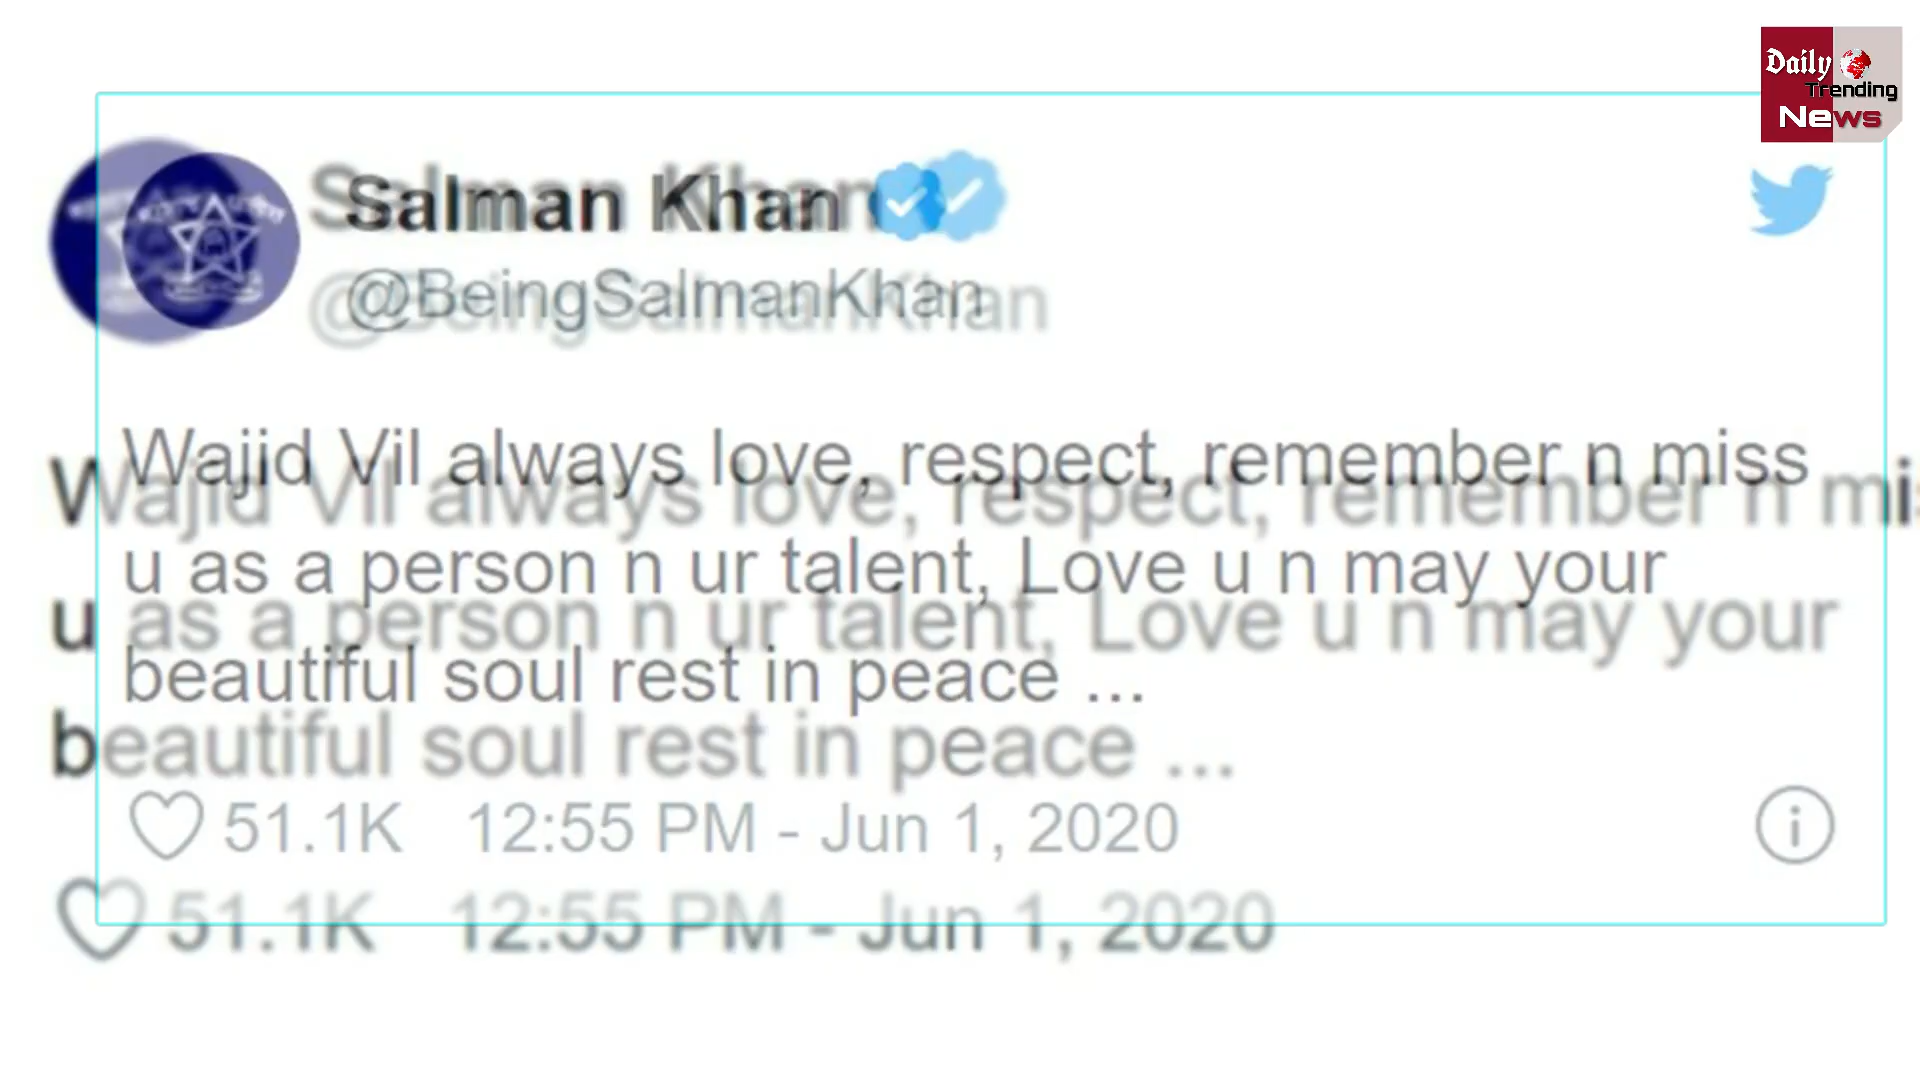 Daily
Trending
News
Salman Khan
@BeingSalmanKhan
Wajid Vil always love, respect, remember n miss
u as a person n ur talent, Love u n may your
beautiful soul rest in peace ...
51.1K 12:55 PM - Jun 1, 2020